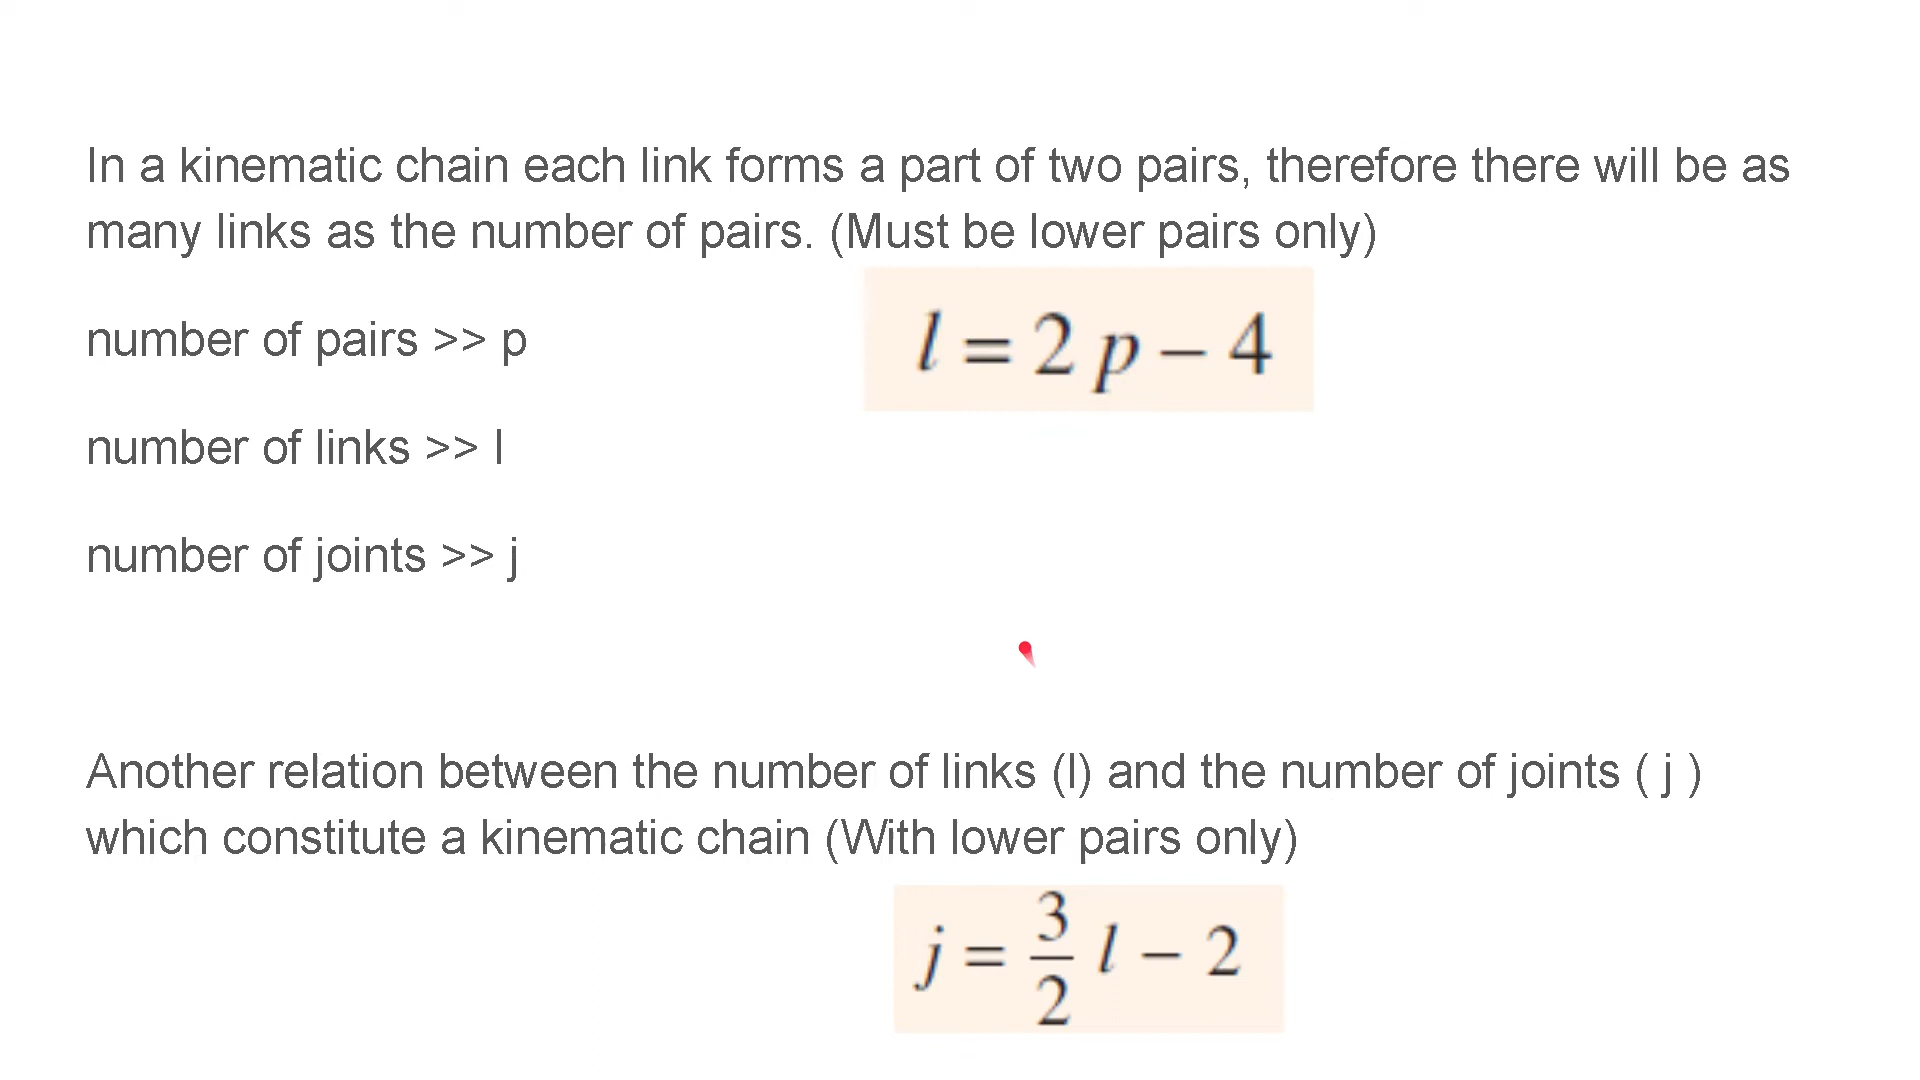 In a kinematic chain each link forms a part of two pairs, therefore there will be as
many links as the number of pairs. (Must be lower pairs only)
l = 2 p – 4
number of pairs >> p
number of links >> l
number of joints >> j
Another relation between the number of links (l) and the number of joints ( j )
which constitute a kinematic chain (With lower pairs only)
j = 3/2 l – 2